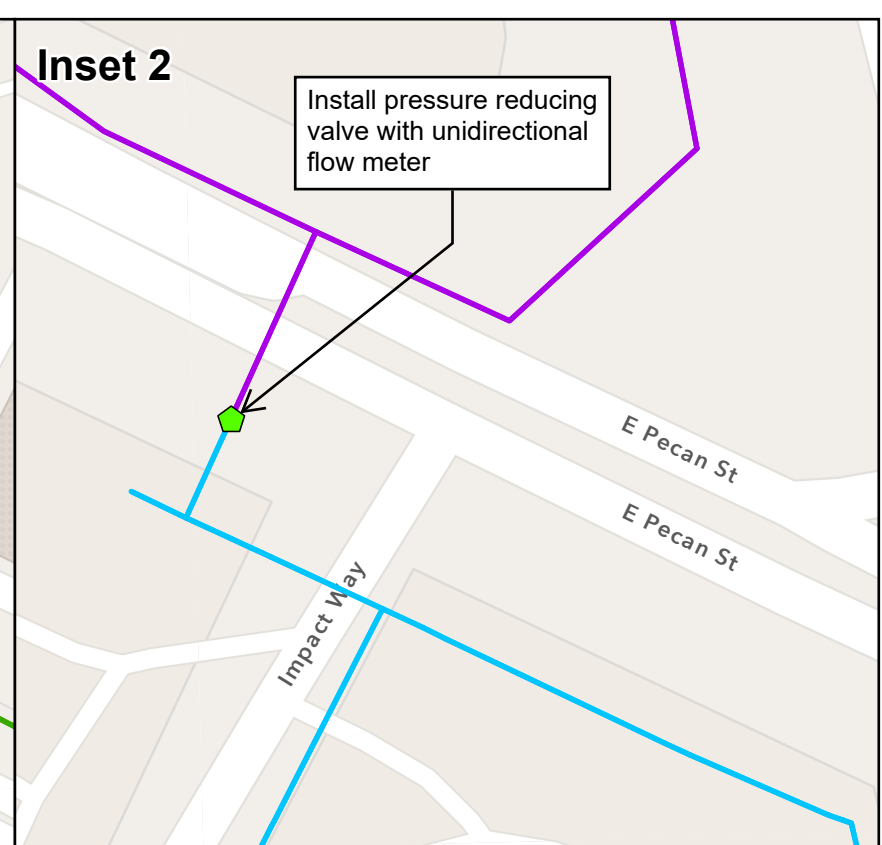 Inset 2
Install pressure reducing
valve with unidirectional
flow meter
E Pecan St
E Pecan St
Impact Way